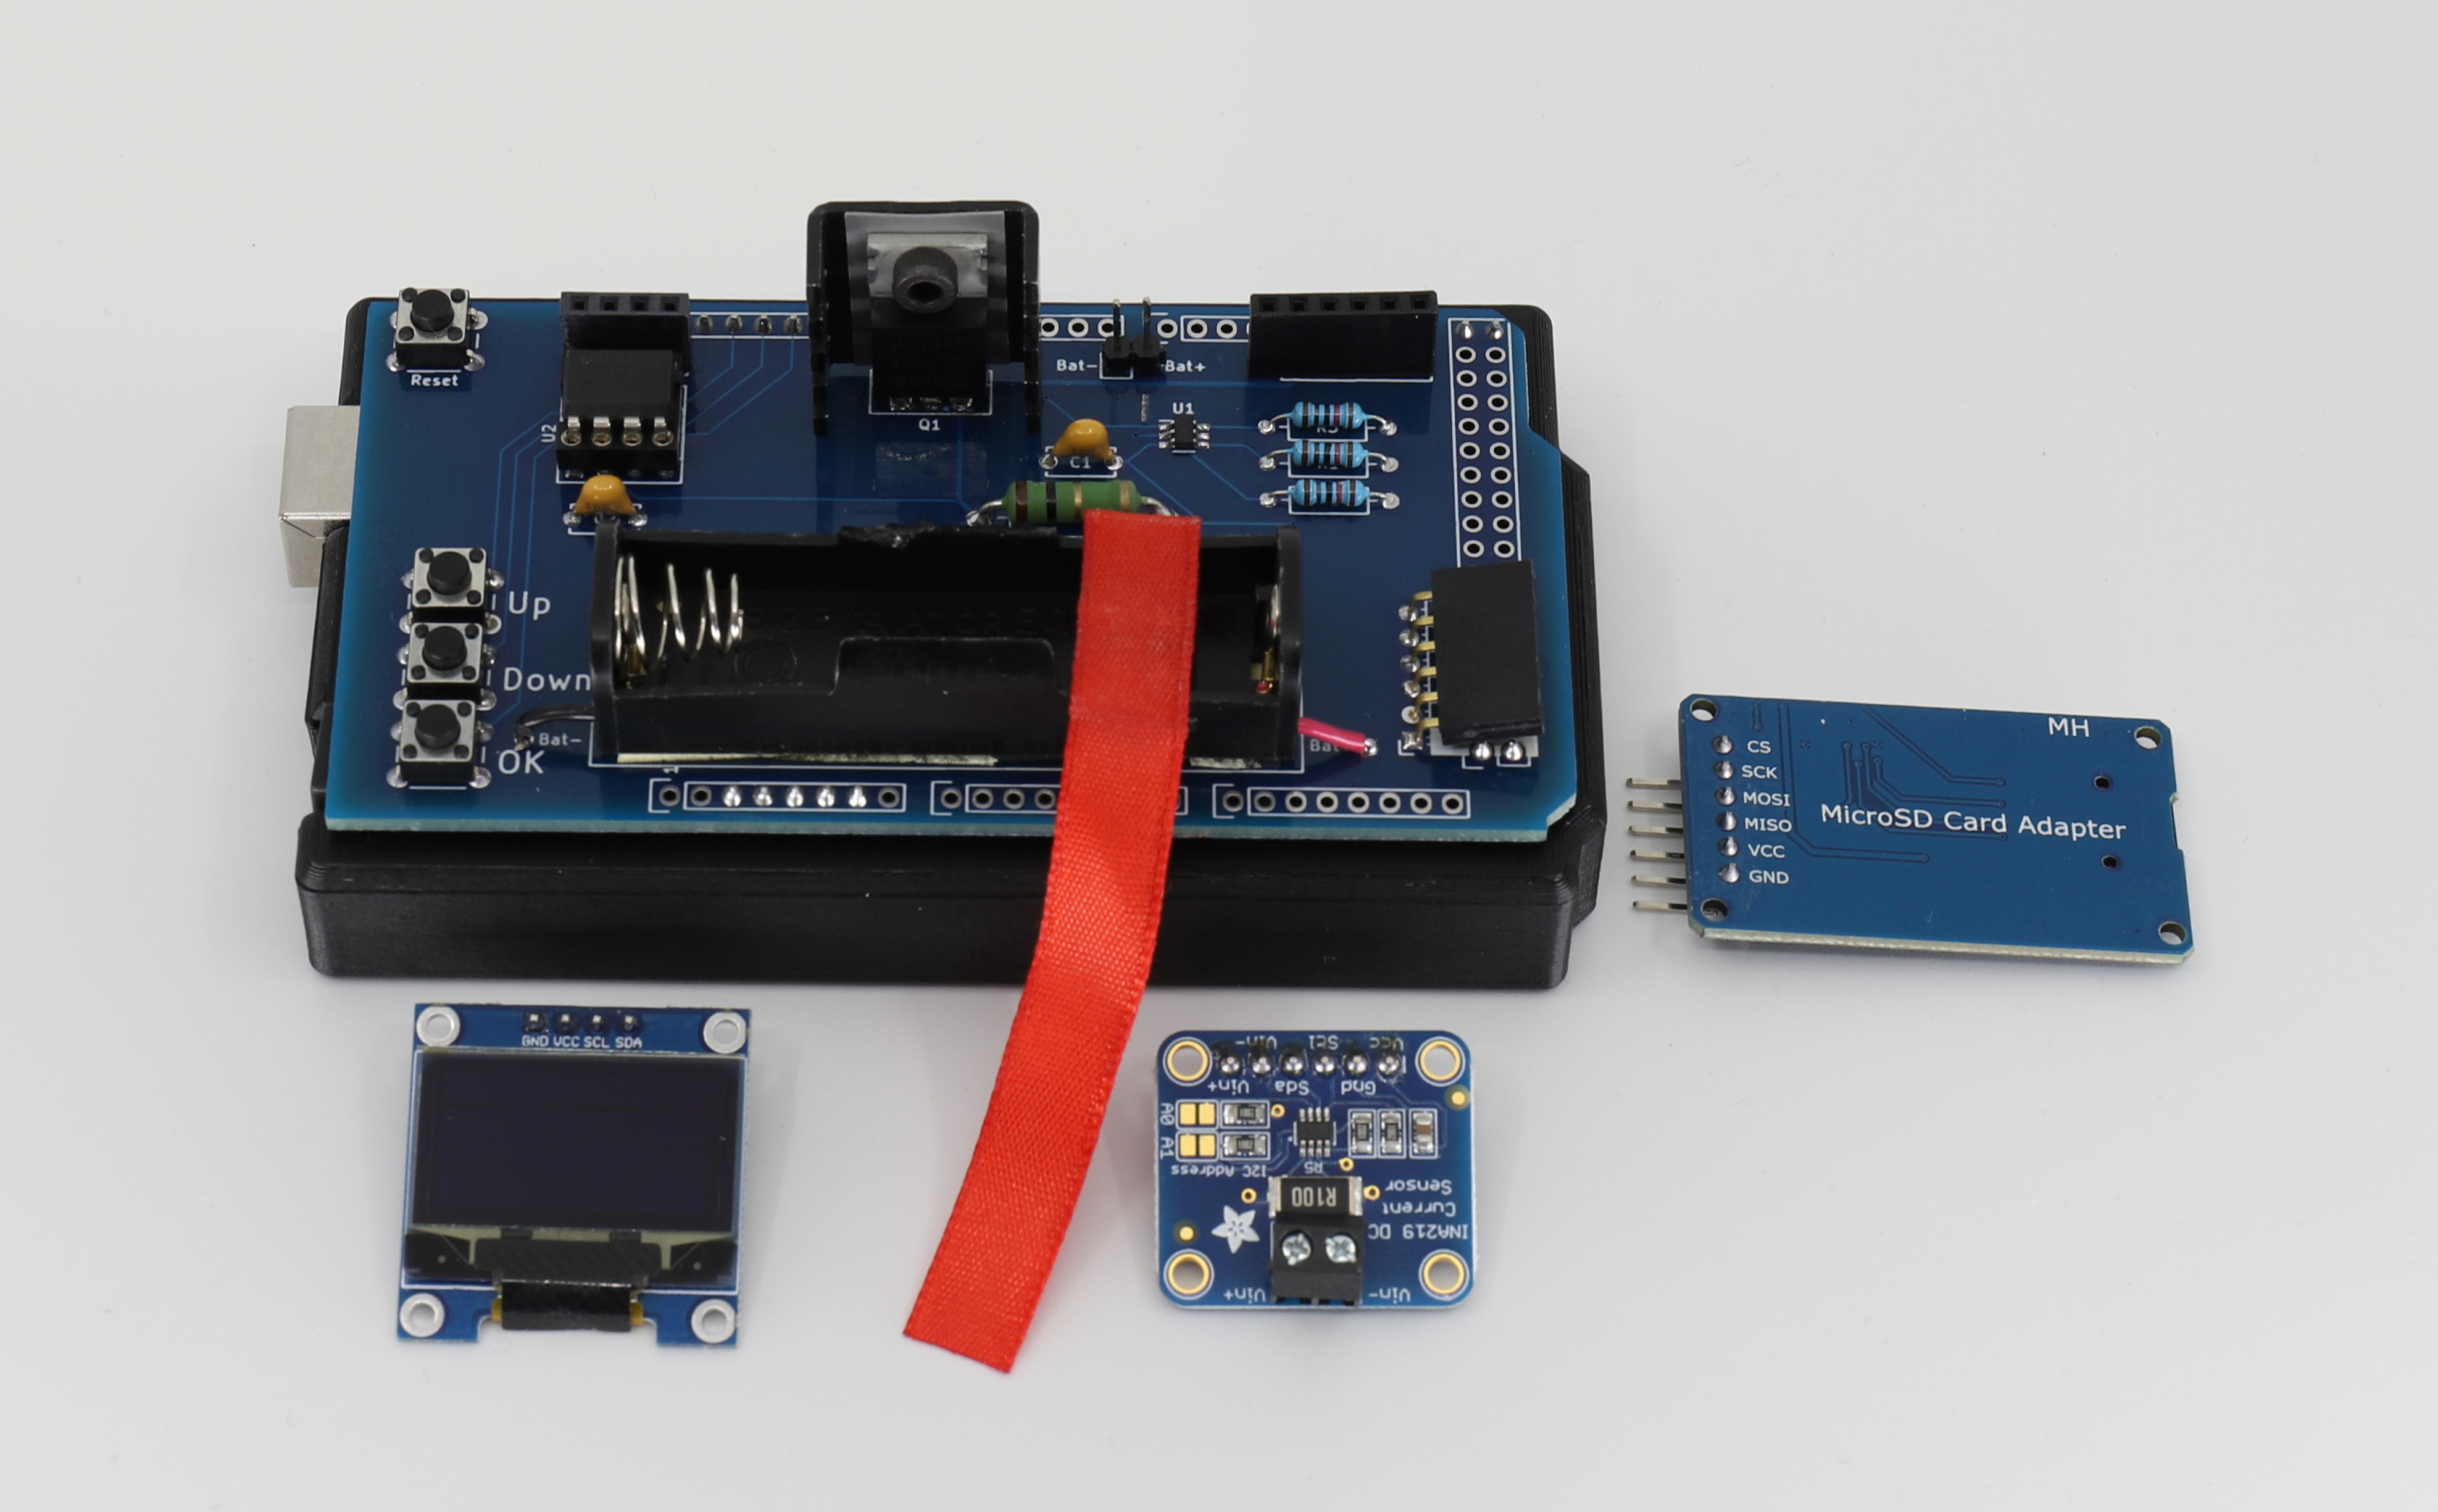 Reset
U2
Q1
Bat-
Bat+
U1
C1
Up
Down
OK
Bat-
MH
CS
SCK
MOSI
MISO
VCC
GND
MicroSD Card Adapter
GND VCC SCL SDA
Vin-
Scl
Vcc
Vin+
Sda
Gnd
A0
A1
I2C Address
R5
R100
INA219 DC
Current
Sensor
Vin+
Vin-